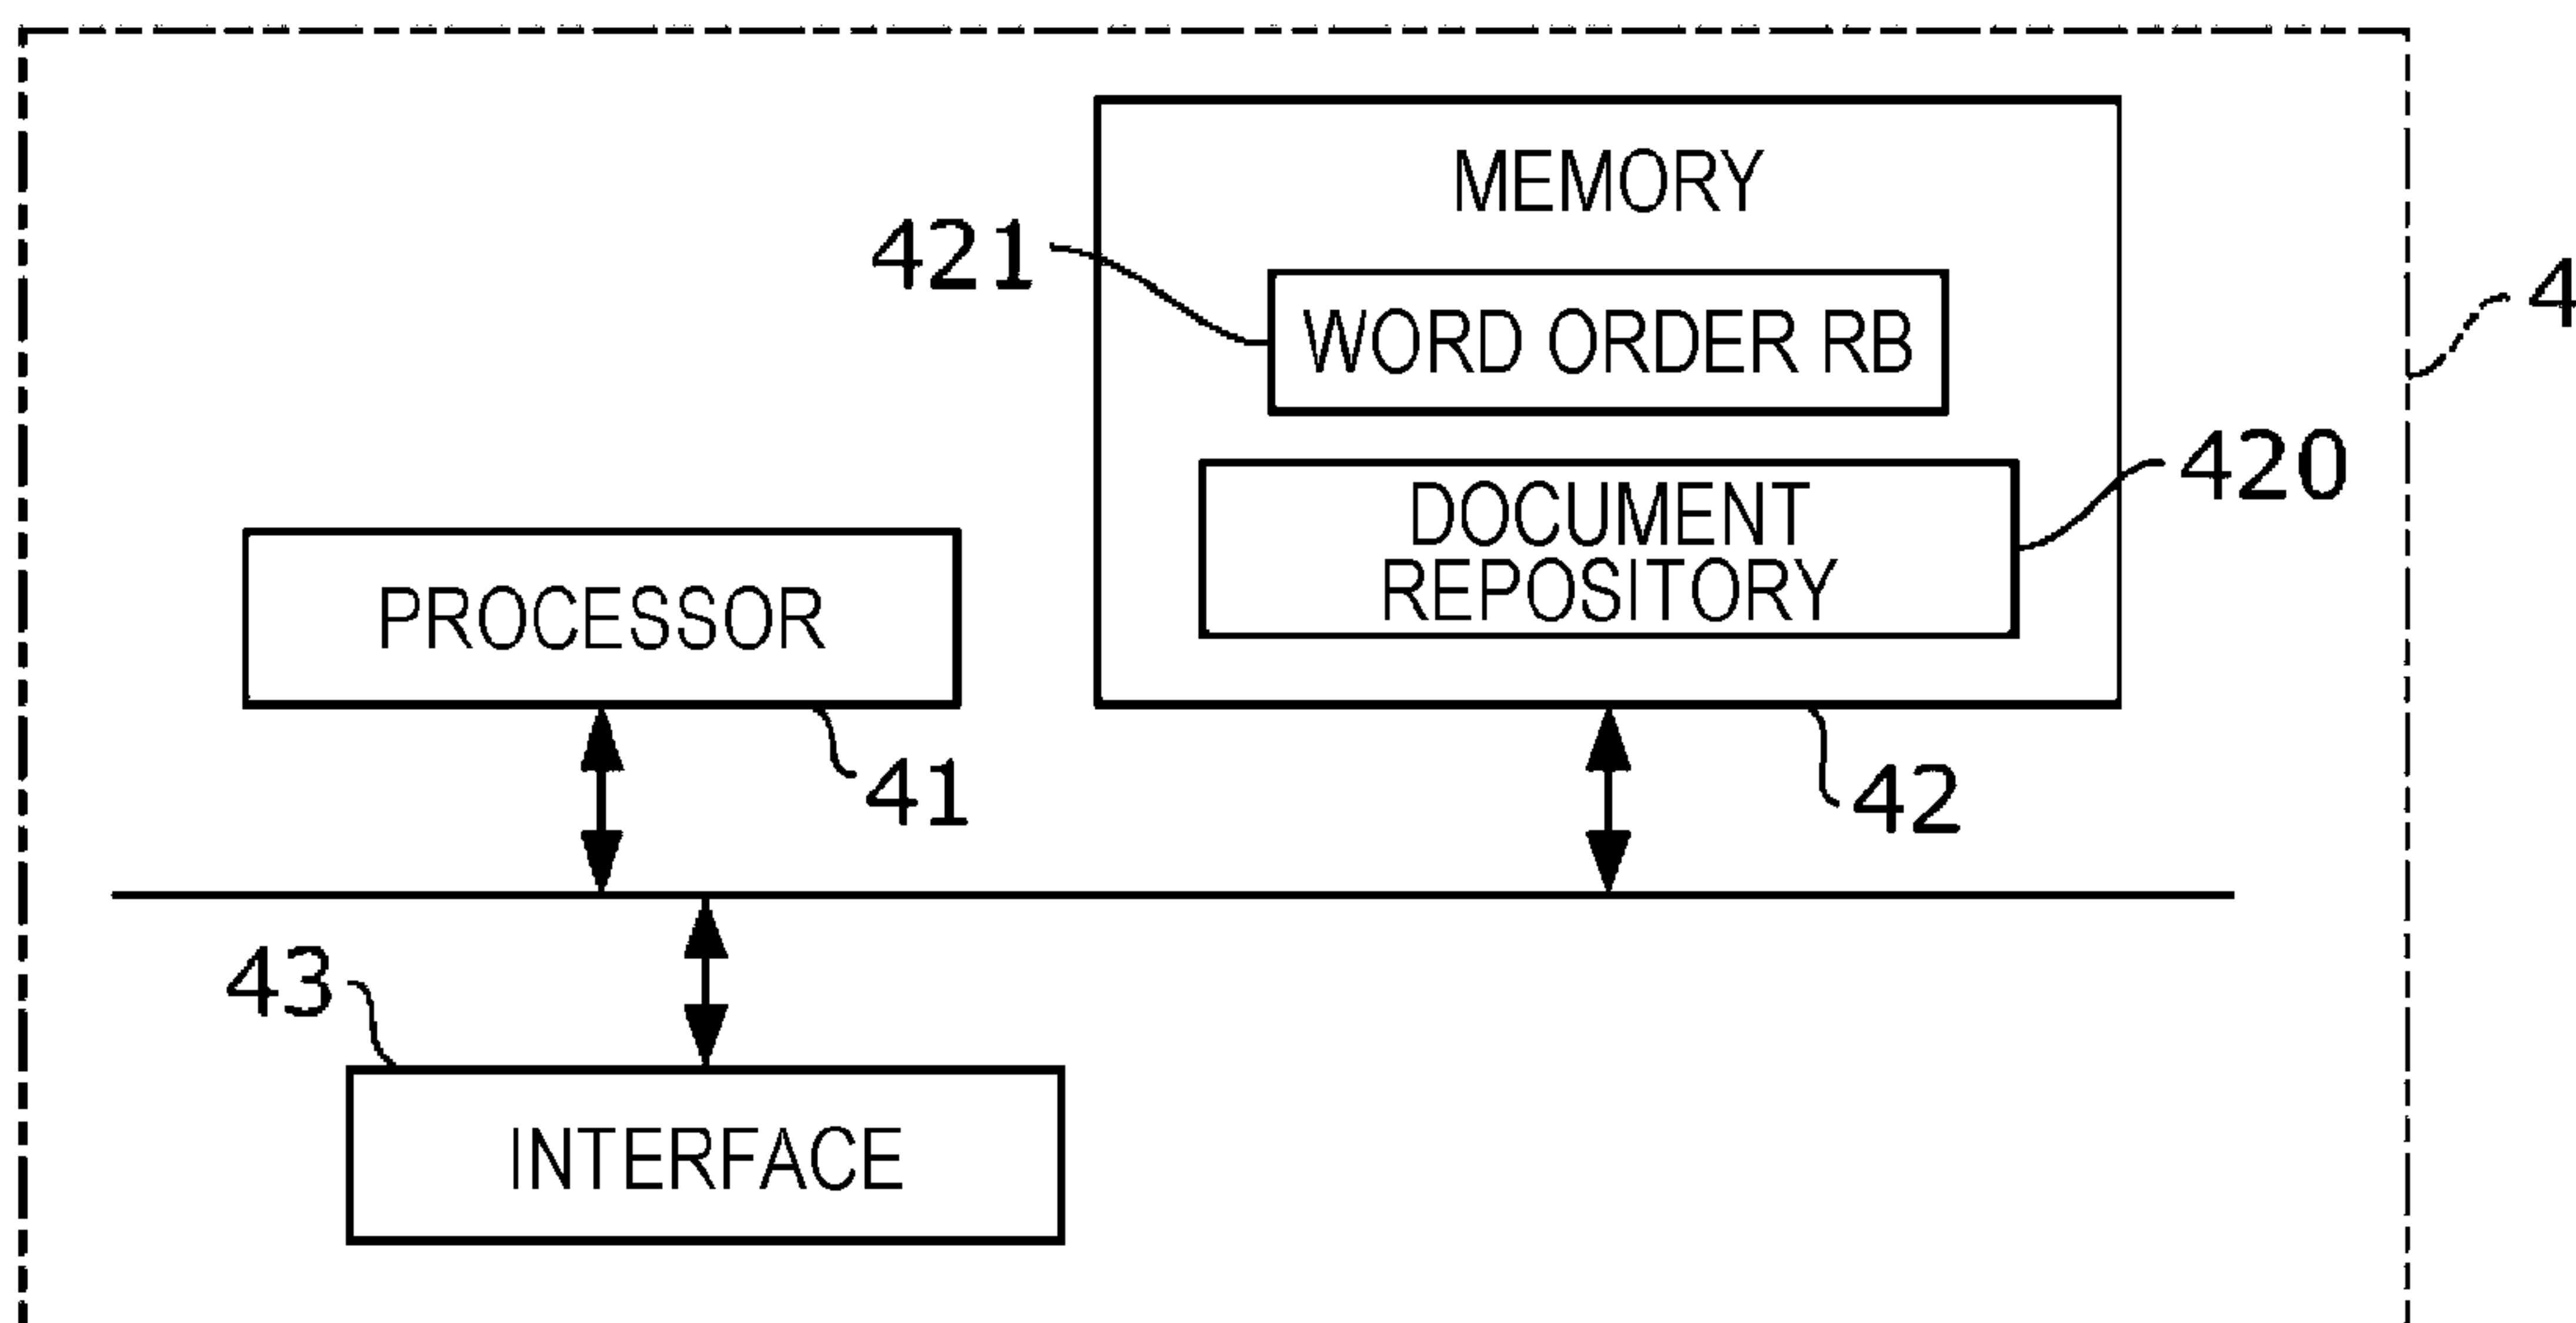 MEMORY
421
WORD ORDER RB
4
420
DOCUMENT
REPOSITORY
PROCESSOR
41
42
43
INTERFACE